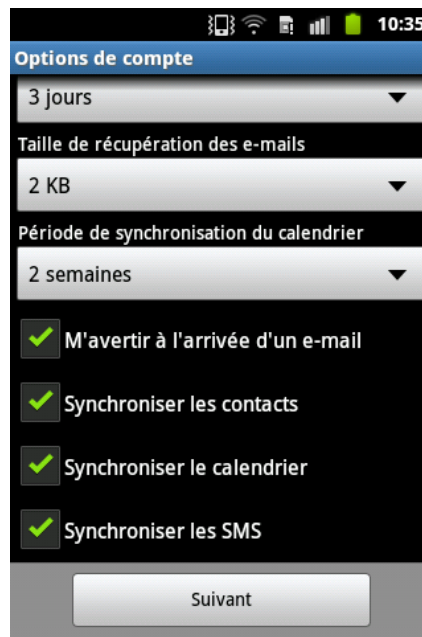 10:35
Options de compte
3 jours
Taille de récupération des e-mails
2 KB
Période de synchronisation du calendrier
2 semaines
M'avertir à l'arrivée d'un e-mail
Synchroniser les contacts
Synchroniser le calendrier
Synchroniser les SMS
Suivant